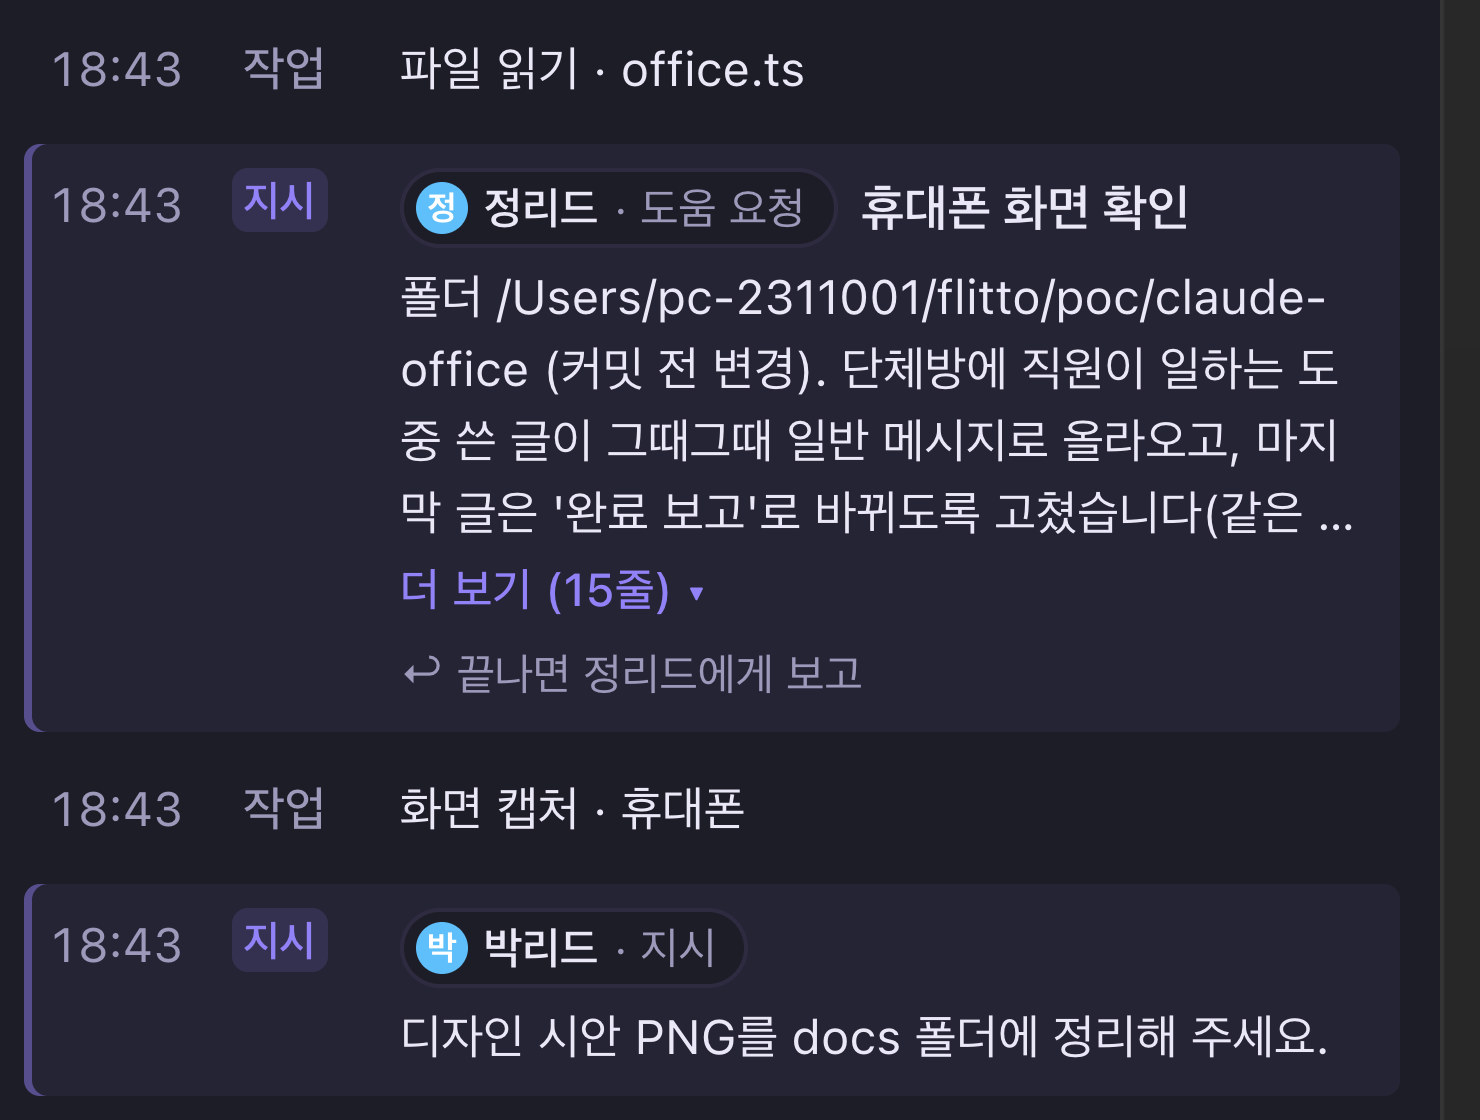 18:43 작업 파일 읽기 · office.ts
18:43 지시 정 정리드 · 도움 요청 휴대폰 화면 확인
폴더 /Users/pc-2311001/flitto/poc/claude-
office (커밋 전 변경). 단체방에 직원이 일하는 도
중 쓴 글이 그때그때 일반 메시지로 올라오고, 마지
막 글은 '완료 보고'로 바뀌도록 고쳤습니다(같은 ...
더 보기 (15줄) ▾
↩ 끝나면 정리드에게 보고
18:43 작업 화면 캡처 · 휴대폰
18:43 지시 박 박리드 · 지시
디자인 시안 PNG를 docs 폴더에 정리해 주세요.